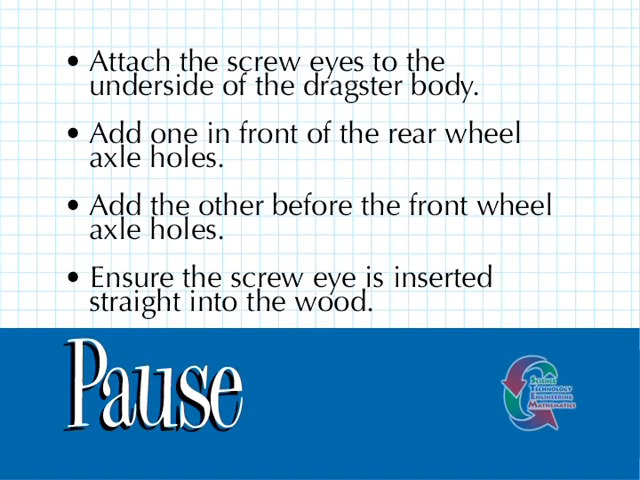 • Attach the screw eyes to the
underside of the dragster body.
• Add one in front of the rear wheel
axle holes.
• Add the other before the front wheel
axle holes.
• Ensure the screw eye is inserted
straight into the wood.
Pause
Science
Technology
Engineering
Mathematics